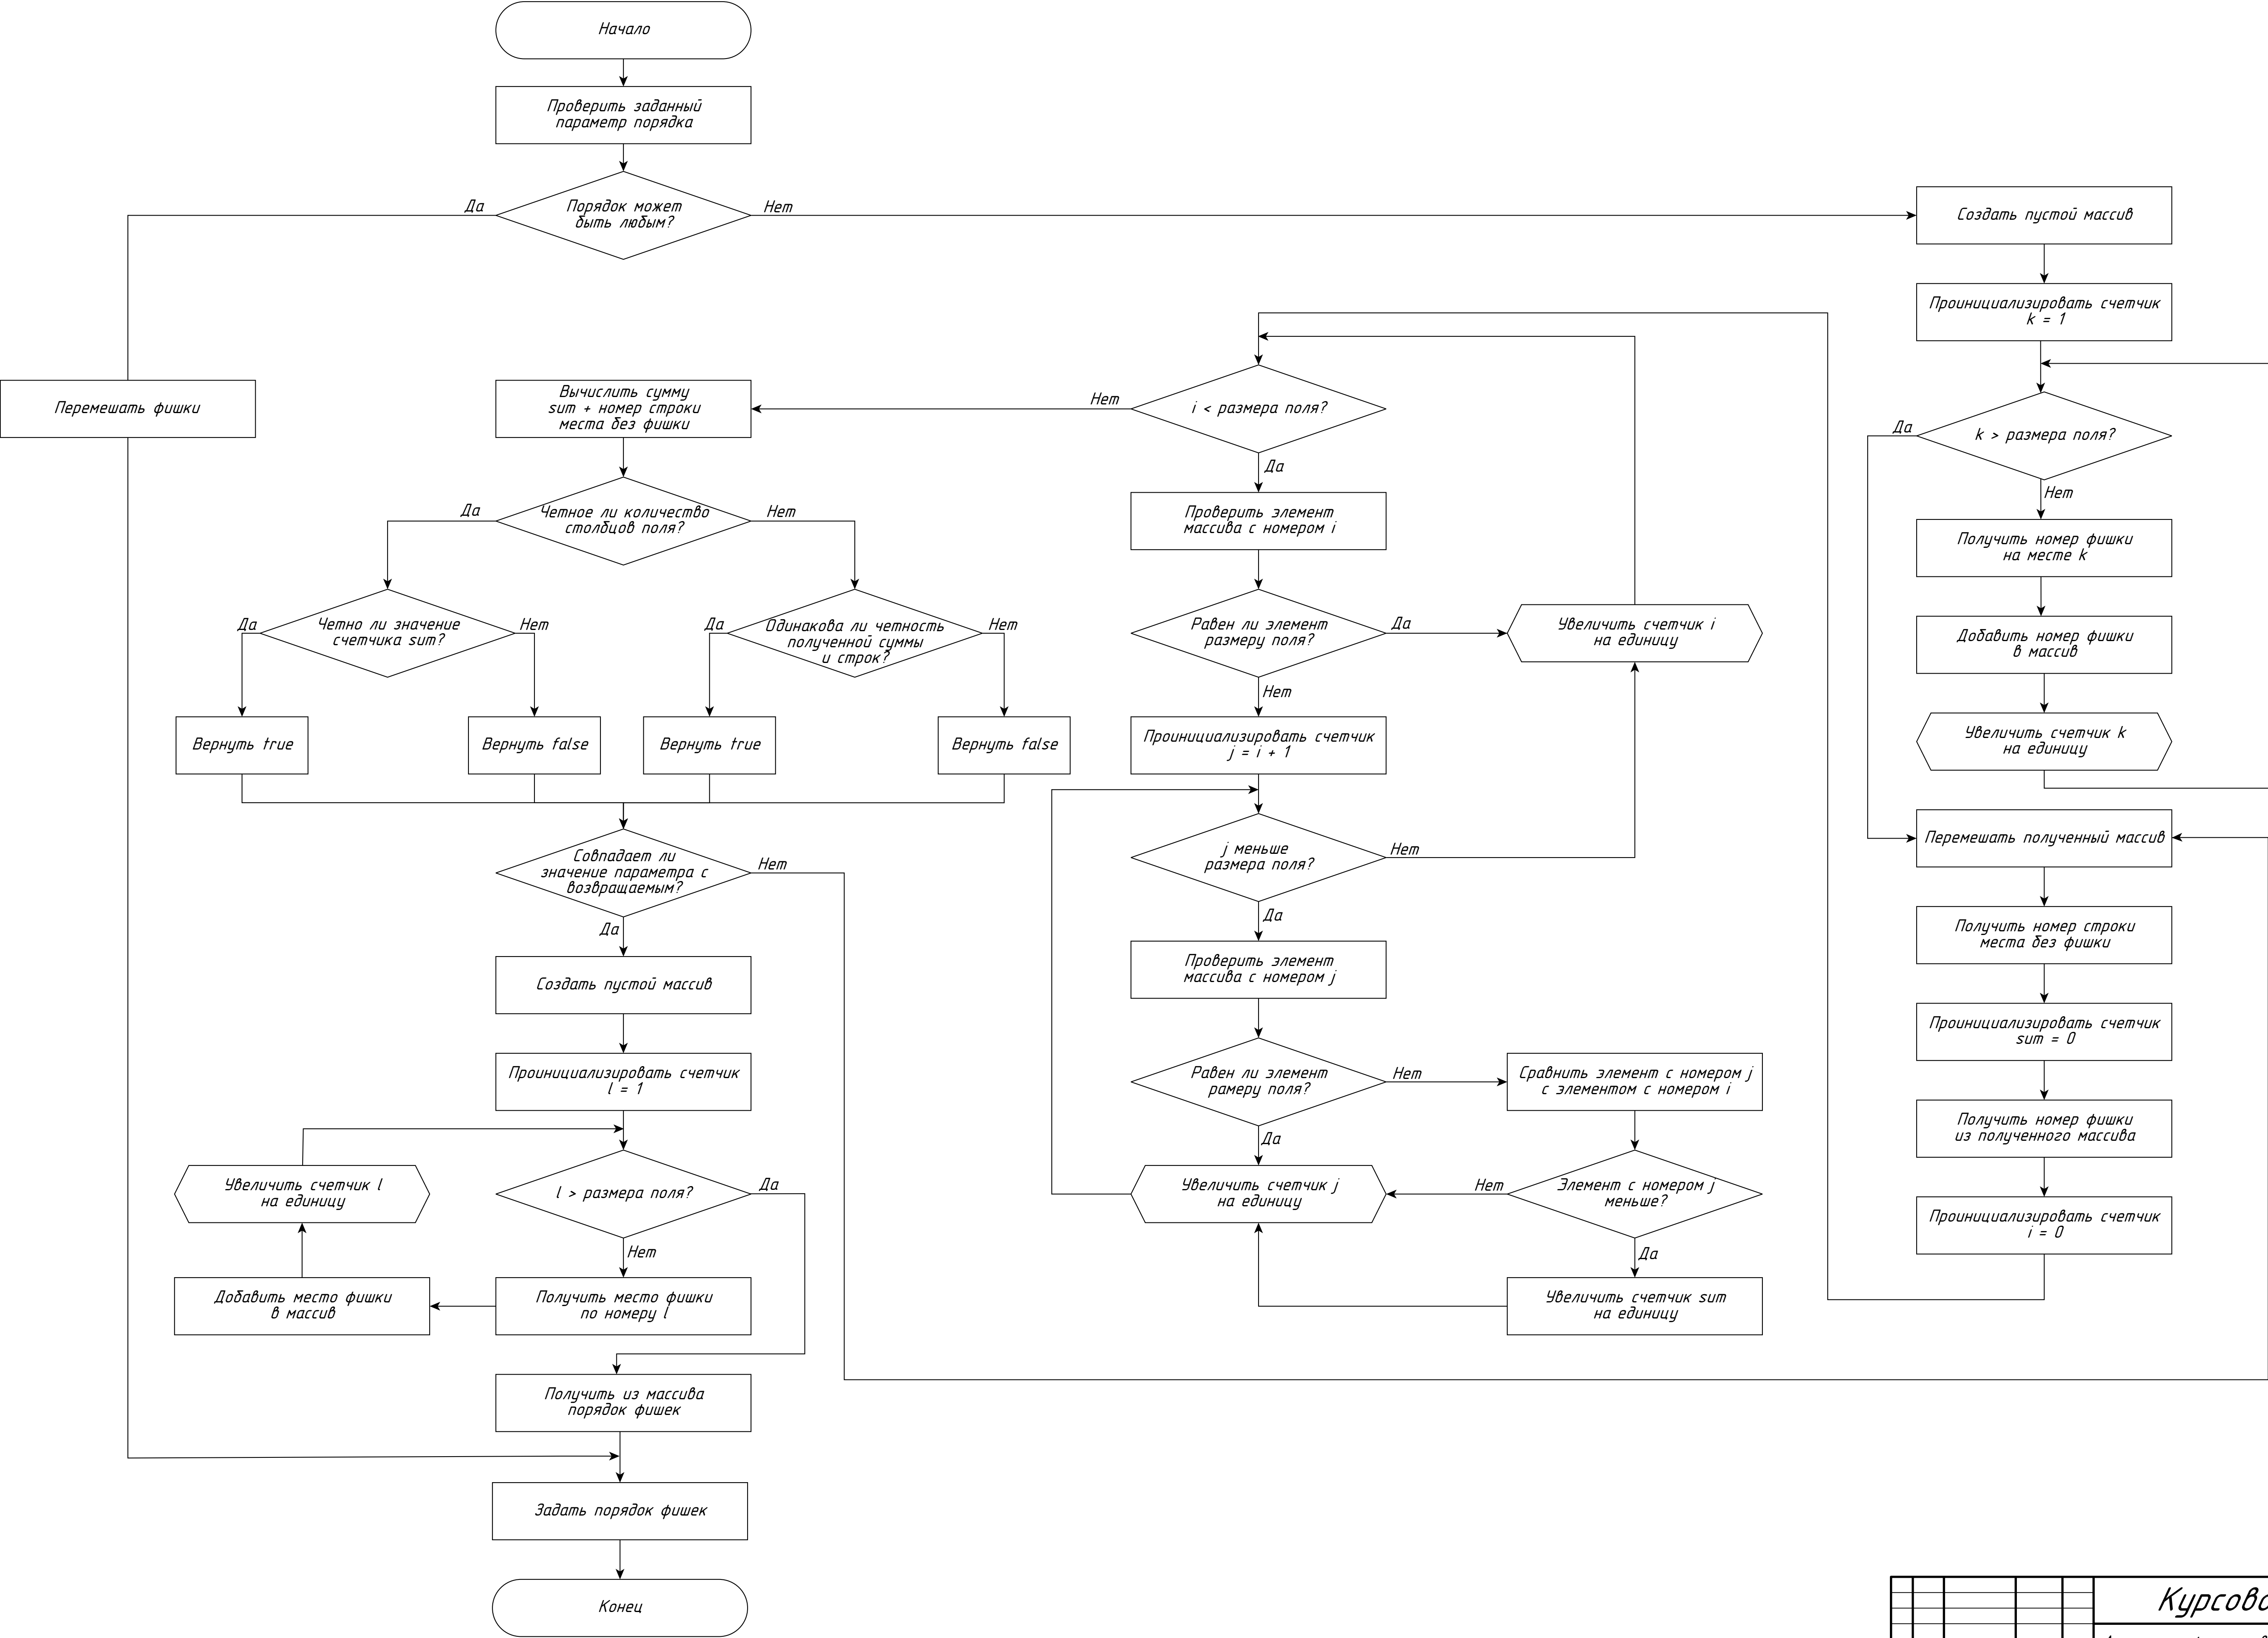 Начало
Проверить заданный
параметр порядка
Порядок может
быть любым?
Да
Нет
Перемешать фишки
Создать пустой массив
Проинициализировать счетчик
k = 1
k > размера поля?
Да
Нет
Получить номер фишки
на месте k
Добавить номер фишки
в массив
Увеличить счетчик k
на единицу
Перемешать полученный массив
Получить номер строки
места без фишки
Проинициализировать счетчик
sum = 0
Получить номер фишки
из полученного массива
Проинициализировать счетчик
i = 0
i < размера поля?
Нет
Да
Проверить элемент
массива с номером i
Равен ли элемент
размеру поля?
Да
Нет
Увеличить счетчик i
на единицу
Проинициализировать счетчик
j = i + 1
j меньше
размера поля?
Нет
Да
Проверить элемент
массива с номером j
Равен ли элемент
рамеру поля?
Нет
Да
Сравнить элемент с номером j
с элементом с номером i
Элемент с номером j
меньше?
Нет
Да
Увеличить счетчик j
на единицу
Увеличить счетчик sum
на единицу
Вычислить сумму
sum + номер строки
места без фишки
Четное ли количество
столбцов поля?
Да
Нет
Четно ли значение
счетчика sum?
Да
Нет
Одинакова ли четность
полученной суммы
и строк?
Да
Нет
Вернуть true
Вернуть false
Вернуть true
Вернуть false
Совпадает ли
значение параметра с
возвращаемым?
Нет
Да
Создать пустой массив
Проинициализировать счетчик
l = 1
l > размера поля?
Да
Нет
Увеличить счетчик l
на единицу
Добавить место фишки
в массив
Получить место фишки
по номеру l
Получить из массива
порядок фишек
Задать порядок фишек
Конец